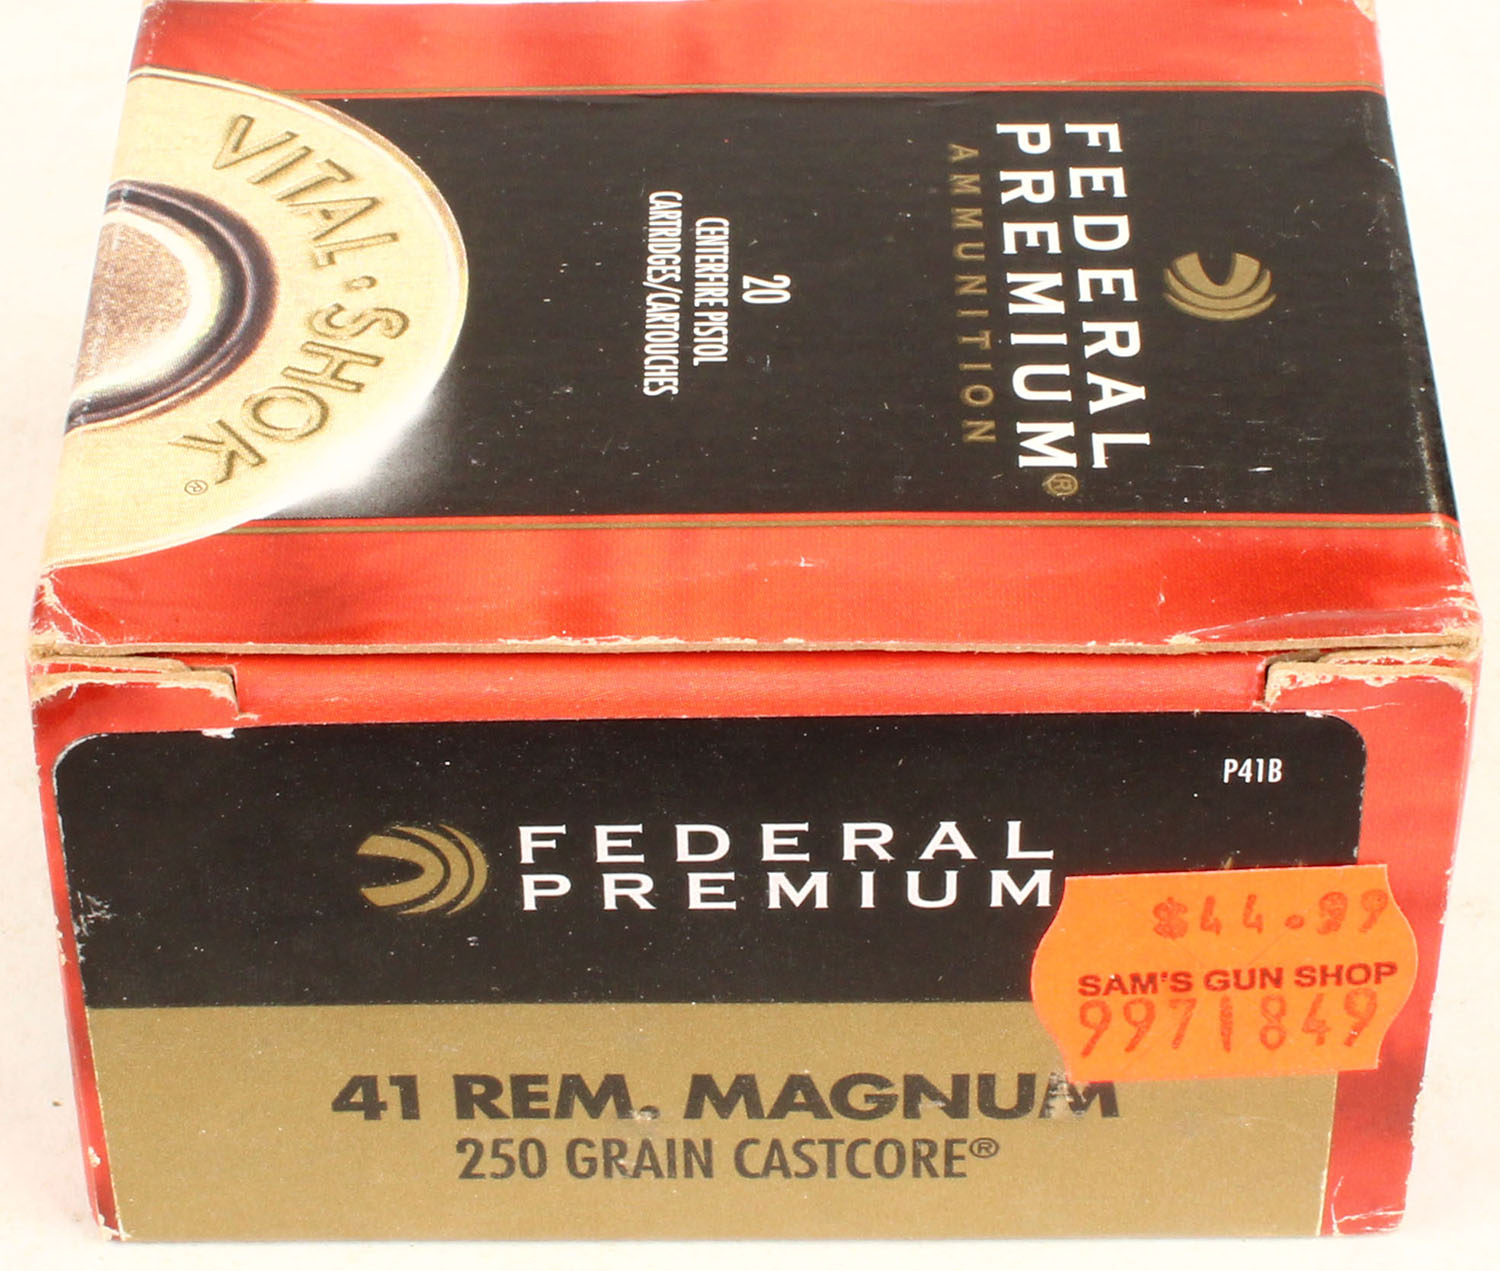 FEDERAL
PREMIUM®
AMMUNITION
20
CENTERFIRE PISTOL
CARTRIDGES/CARTOUCHES
VITAL•SHOK®
P41B
FEDERAL
PREMIUM
$44.99
SAM'S GUN SHOP
9971849
41 REM. MAGNUM
250 GRAIN CASTCORE®